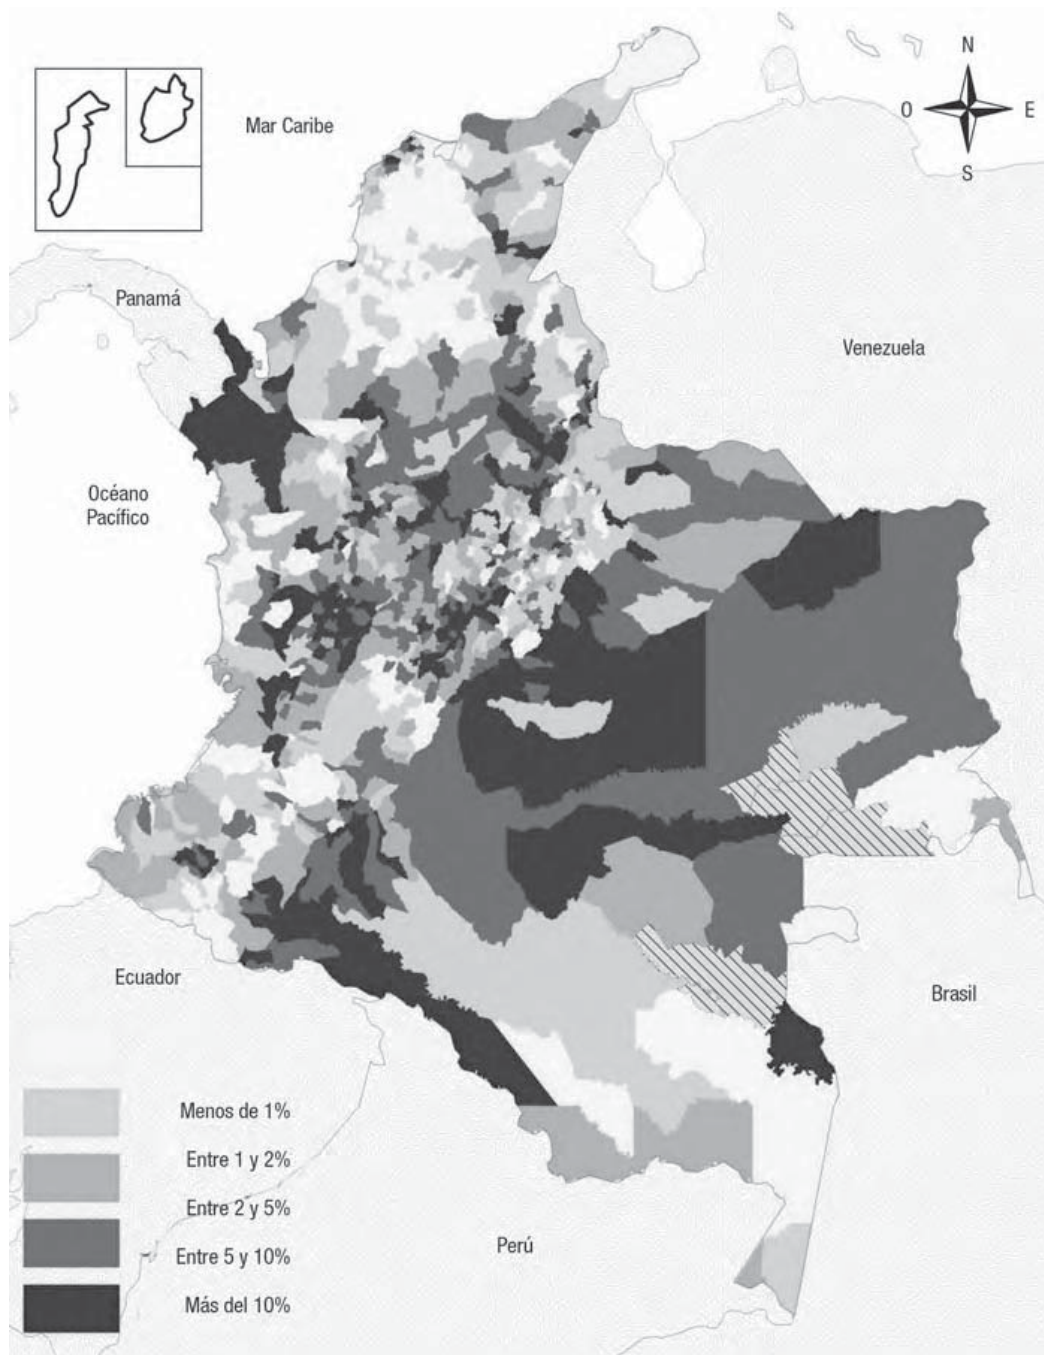 N
O
E
S
Mar Caribe
Panamá
Venezuela
Océano
Pacífico
Ecuador
Brasil
Perú
Menos de 1%
Entre 1 y 2%
Entre 2 y 5%
Entre 5 y 10%
Más del 10%